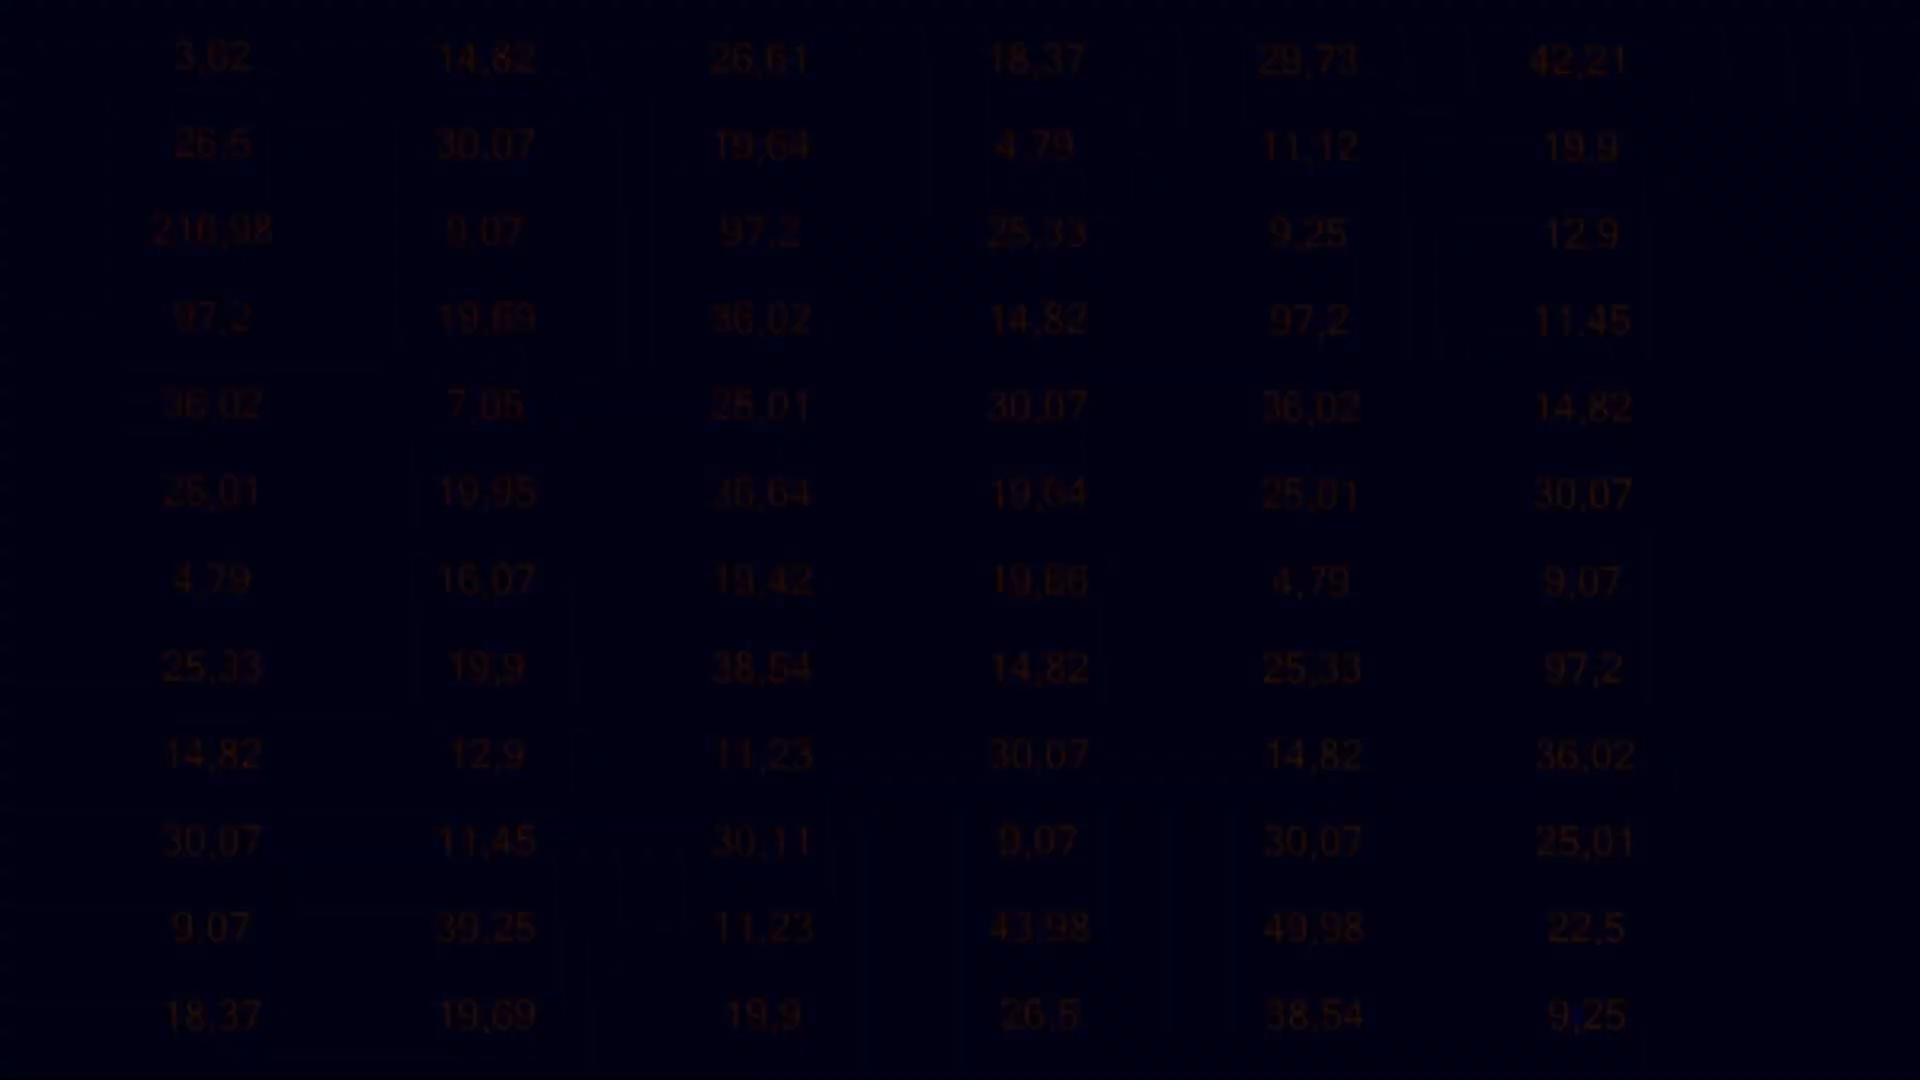 3,62 14,82 26,61 18,37 29,73 42,21
26,5 30,07 19,64 4,79 11,12 19,9
9,07 97,2 25,33 9,25 12,9
97,2 19,69 36,02 14,82 97,2 11,45
36,02 7,05 25,01 30,07 36,02 14,82
25,01 19,95 36,64 19,64 25,01 30,07
4,79 16,07 19,42 4,79 9,07
25,33 19,9 38,54 14,82 25,33 97,2
14,82 12,9 11,23 30,07 14,82 36,02
30,07 11,45 30,11 9,07 30,07 25,01
9,07 39,25 11,23 43,98 49,98 22,5
18,37 19,69 19,9 26,5 38,54 9,25